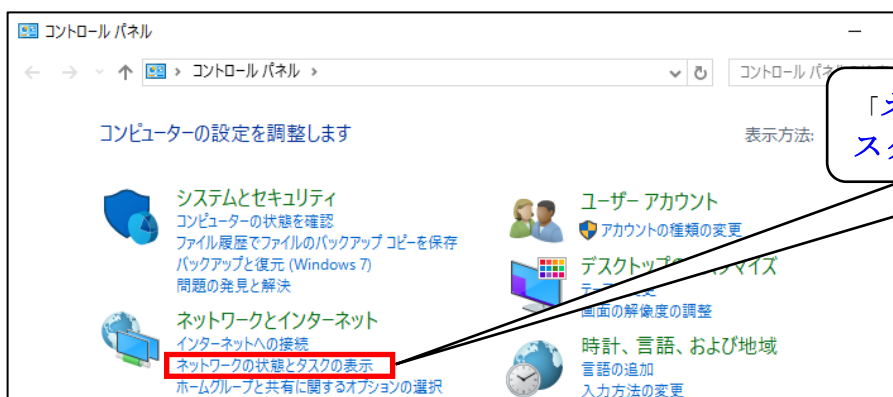 コントロール パネル
コントロール パネル
コントロール パ
コンピューターの設定を調整します
表示方法:
「ネ
スタ
システムとセキュリティ
コンピューターの状態を確認
ファイル履歴でファイルのバックアップ コピーを保存
バックアップと復元 (Windows 7)
問題の発見と解決
ネットワークとインターネット
インターネットへの接続
ネットワークの状態とタスクの表示
ホームグループと共有に関するオプションの選択
ユーザー アカウント
アカウントの種類の変更
デスクトップの
マイズ
変更
画面の解像度の調整
時計、言語、および地域
言語の追加
入力方法の変更